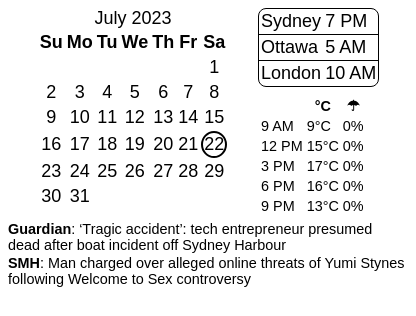 July 2023
Su Mo Tu We Th Fr Sa
1
2 3 4 5 6 7 8
9 10 11 12 13 14 15
16 17 18 19 20 21 22
23 24 25 26 27 28 29
30 31
Sydney 7 PM
Ottawa 5 AM
London 10 AM
°C ☂
9 AM 9°C 0%
12 PM 15°C 0%
3 PM 17°C 0%
6 PM 16°C 0%
9 PM 13°C 0%
Guardian: ‘Tragic accident’: tech entrepreneur presumed
dead after boat incident off Sydney Harbour
SMH: Man charged over alleged online threats of Yumi Stynes
following Welcome to Sex controversy